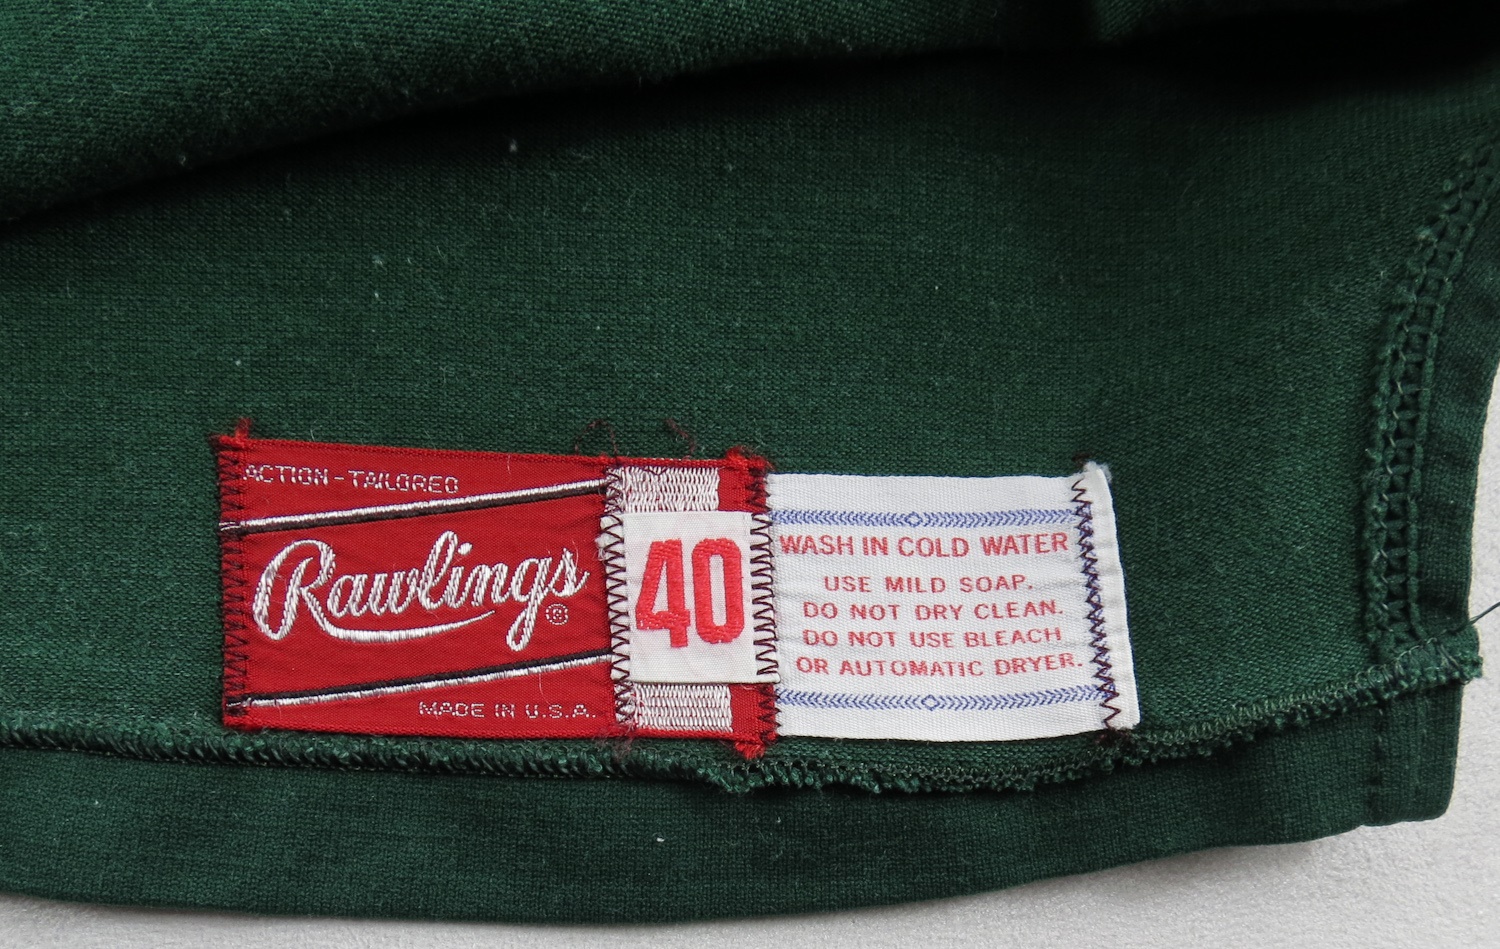 ACTION-TAILORED
Rawlings®
MADE IN U.S.A.
40
WASH IN COLD WATER
USE MILD SOAP.
DO NOT DRY CLEAN.
DO NOT USE BLEACH
OR AUTOMATIC DRYER.